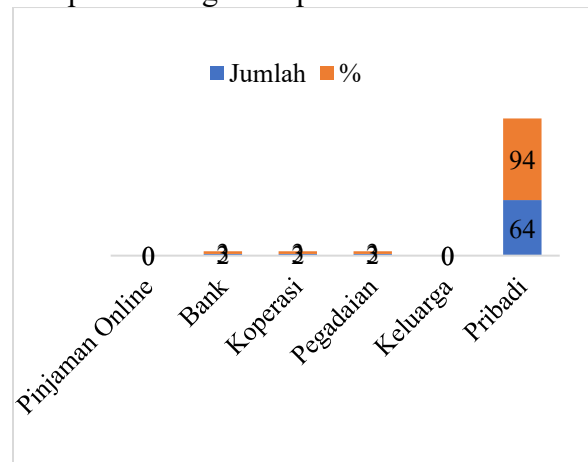 Jumlah %
94
64
0
0
Pinjaman Online
Bank
Koperasi
Pegadaian
Keluarga
Pribadi